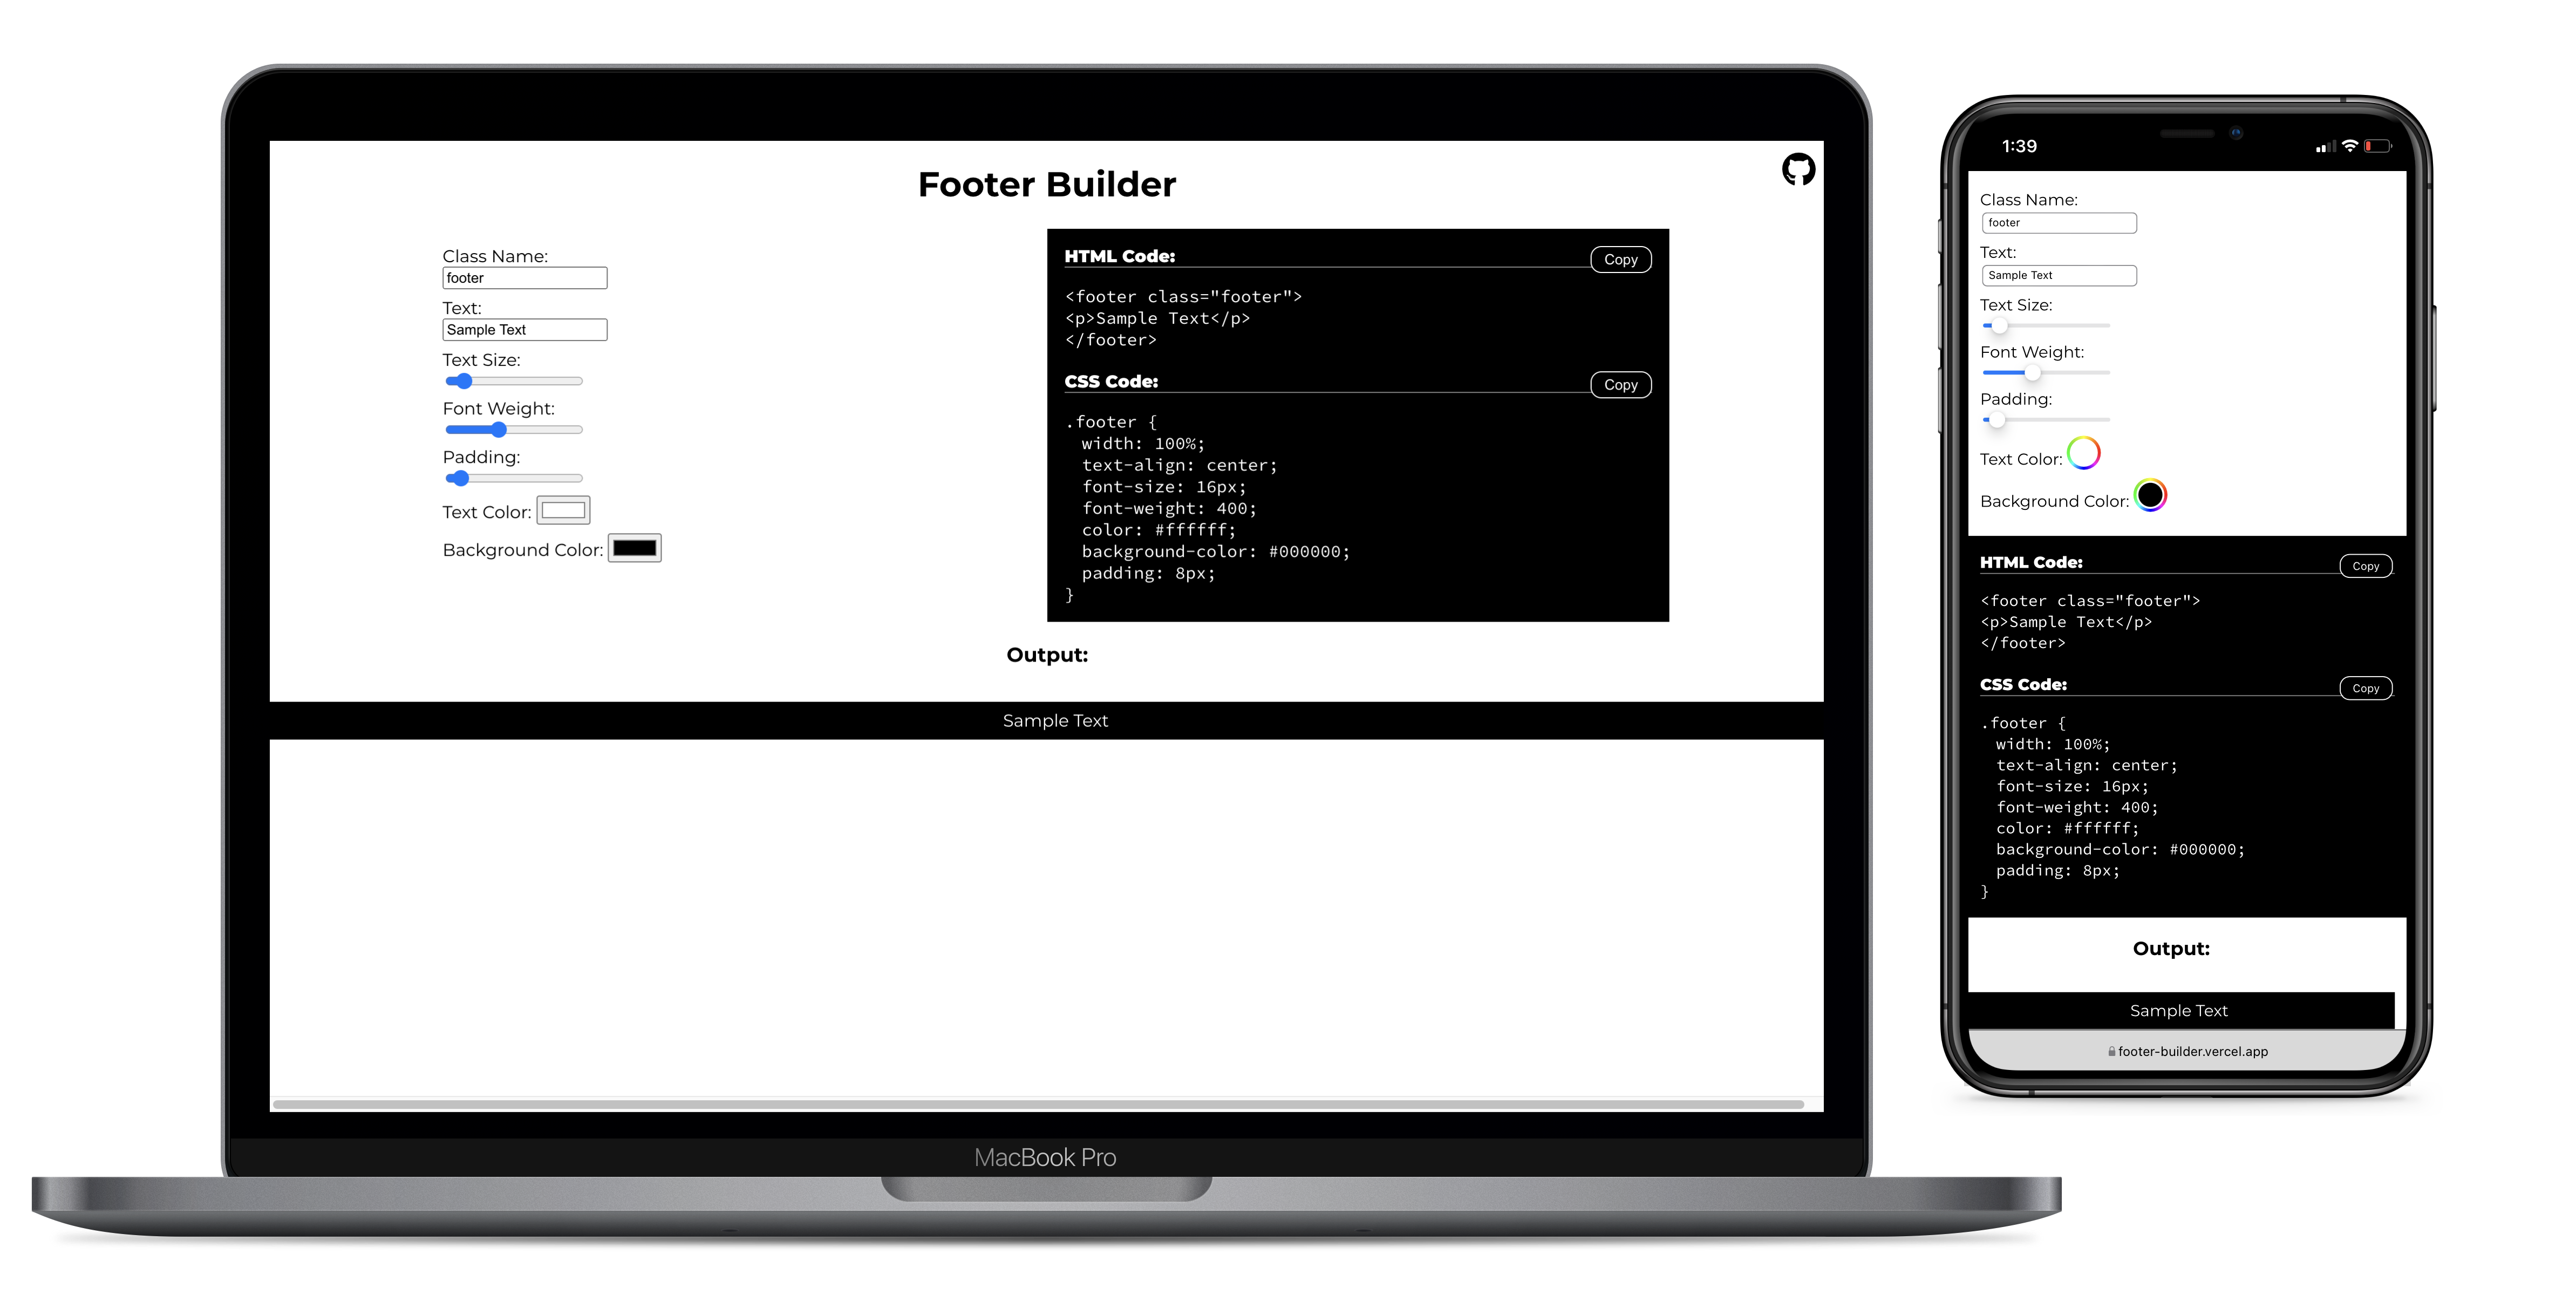 Footer Builder
Class Name:
footer
Text:
Sample Text
Text Size:
Font Weight:
Padding:
Text Color:
Background Color:
HTML Code:
Copy
<footer class="footer">
<p>Sample Text</p>
</footer>
CSS Code:
Copy
.footer {
  width: 100%;
  text-align: center;
  font-size: 16px;
  font-weight: 400;
  color: #ffffff;
  background-color: #000000;
  padding: 8px;
}
Output:
Sample Text
MacBook Pro
1:39
Class Name:
footer
Text:
Sample Text
Text Size:
Font Weight:
Padding:
Text Color:
Background Color:
HTML Code:
Copy
<footer class="footer">
<p>Sample Text</p>
</footer>
CSS Code:
Copy
.footer {
  width: 100%;
  text-align: center;
  font-size: 16px;
  font-weight: 400;
  color: #ffffff;
  background-color: #000000;
  padding: 8px;
}
Output:
Sample Text
footer-builder.vercel.app